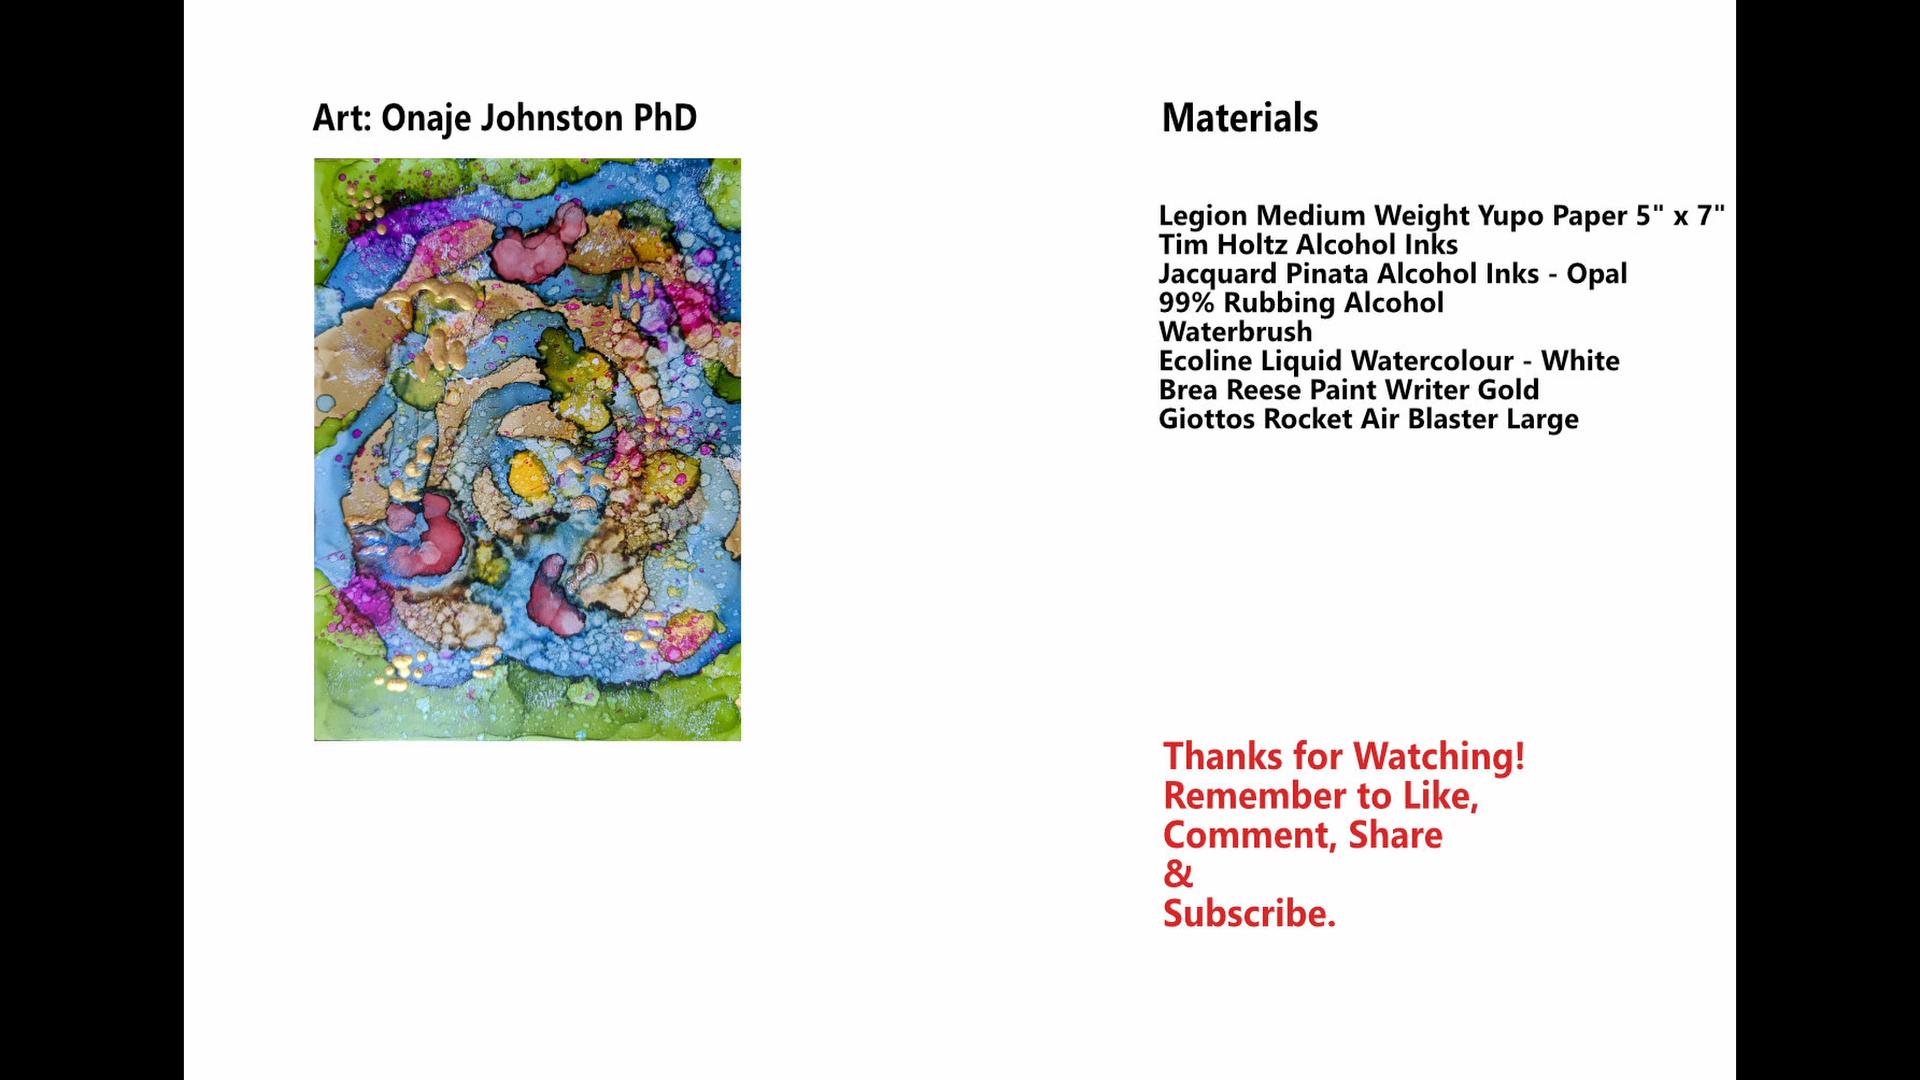 Art: Onaje Johnston PhD
Materials
Legion Medium Weight Yupo Paper 5" x 7"
Tim Holtz Alcohol Inks
Jacquard Pinata Alcohol Inks - Opal
99% Rubbing Alcohol
Waterbrush
Ecoline Liquid Watercolour - White
Brea Reese Paint Writer Gold
Giottos Rocket Air Blaster Large
Thanks for Watching!
Remember to Like,
Comment, Share
&
Subscribe.